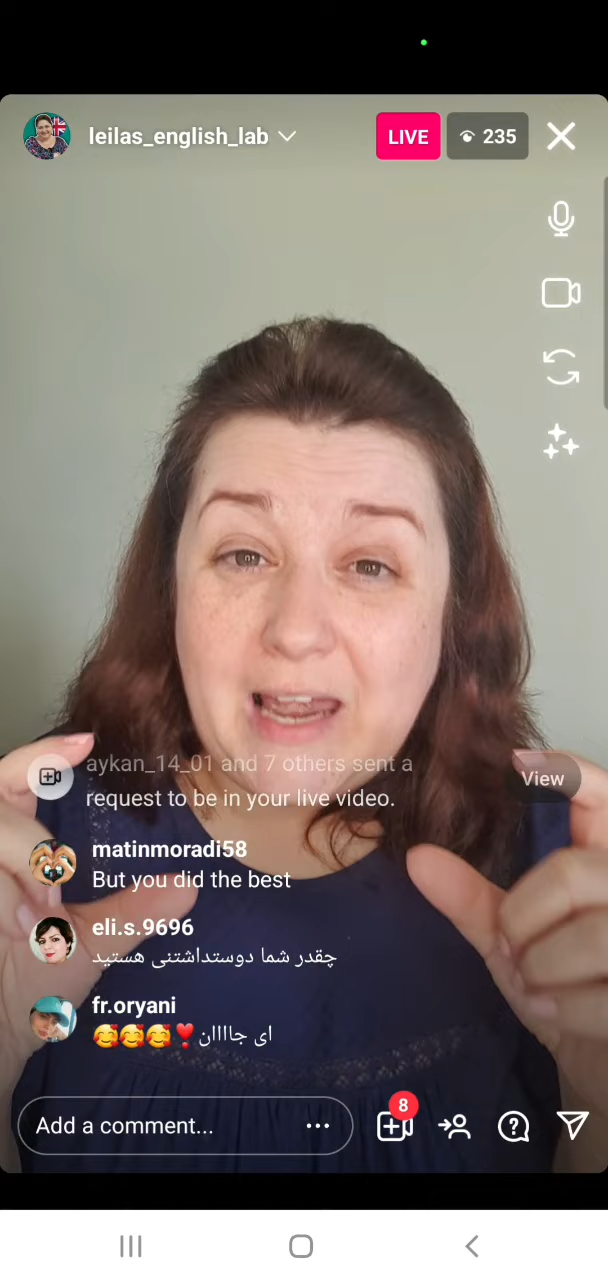 leilas_english_lab
LIVE
235
aykan_14_01 and 7 others sent a
request to be in your live video.
View
matinmoradi58
But you did the best
eli.s.9696
چقدر شما دوستداشتنی هستید
fr.oryani
ای جاااان❣️🥰🥰🥰
8
Add a comment...